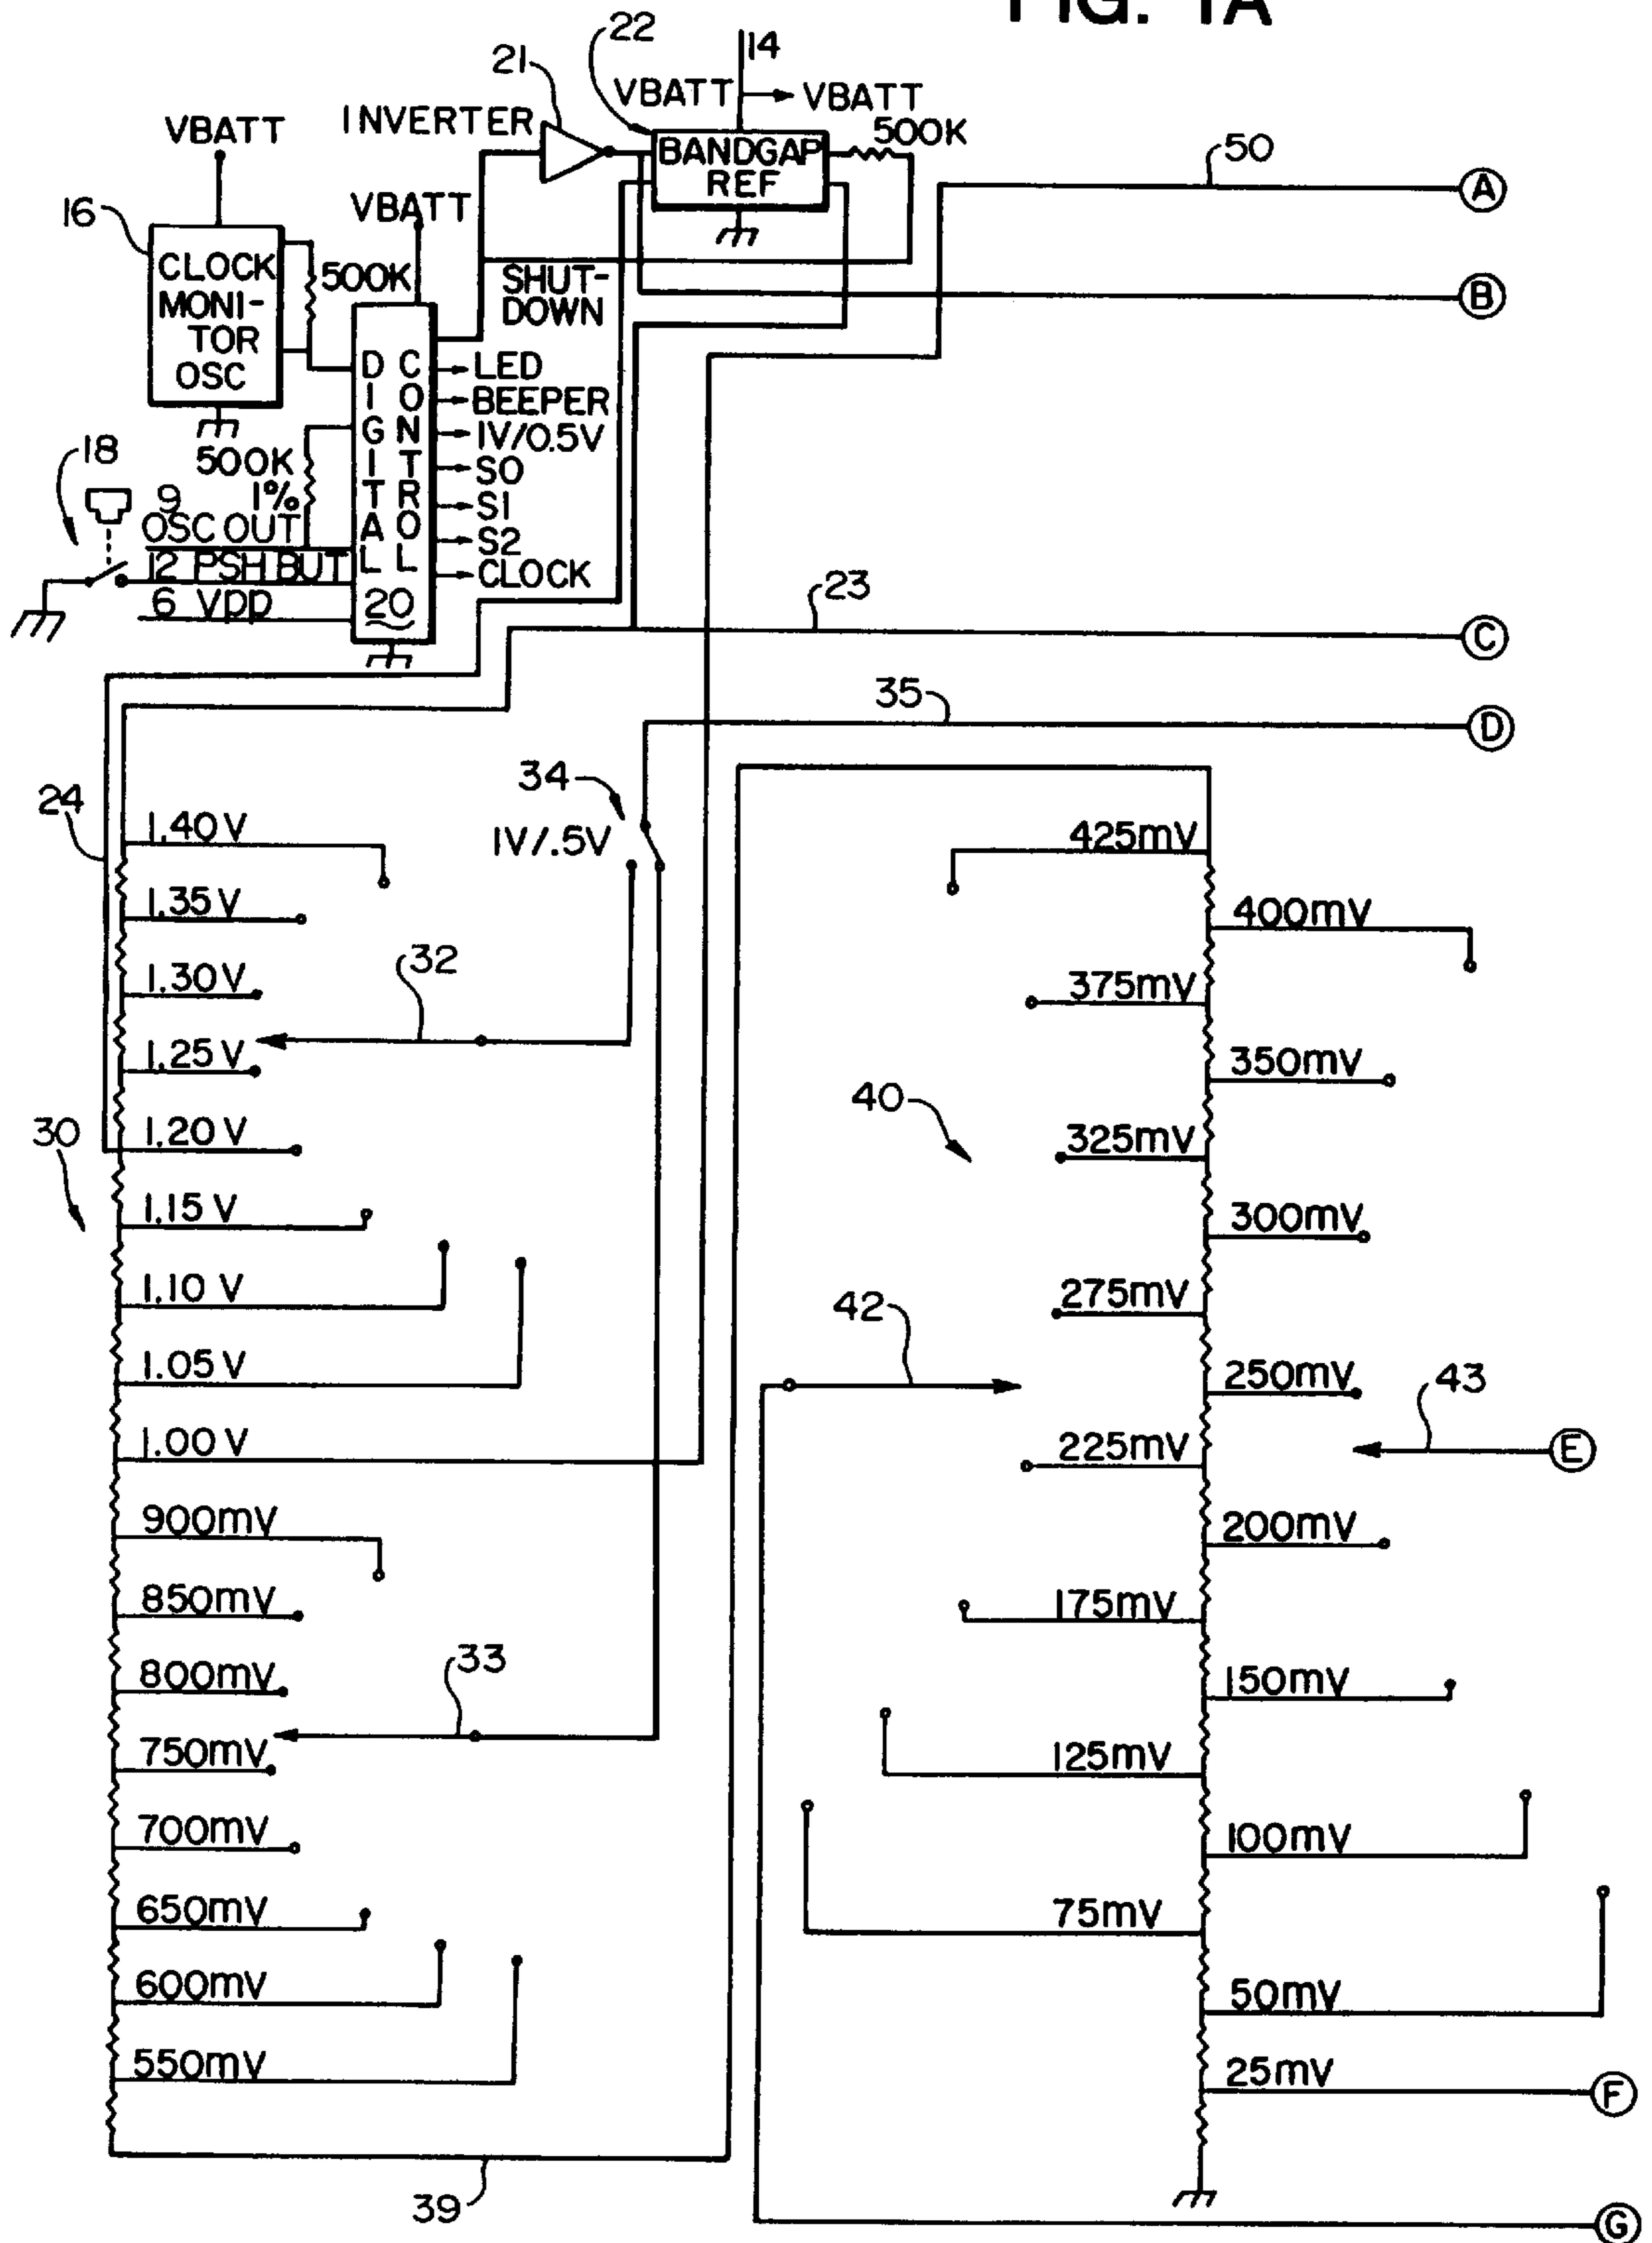 FIG. 1A
22
14
21
VBATT
VBATT
INVERTER
VBATT
500K
BANDGAP
REF
50
A
16
VBATT
CLOCK
MONI-
TOR
OSC
500K
SHUT-
DOWN
B
DIGITAL
CONTROL
20
LED
BEEPER
1V/0.5V
S0
S1
S2
CLOCK
18
500K
1%
9
OSC OUT
12 PSH BUT
6 Vpp
23
C
35
D
24
34
1V/.5V
1.40 V
1.35 V
1.30 V
32
1.25 V
1.20 V
30
1.15 V
1.10 V
1.05 V
1.00 V
900mV
850mV
800mV
33
750mV
700mV
650mV
600mV
550mV
39
425mV
400mV
375mV
350mV
40
325mV
300mV
275mV
42
250mV
43
E
225mV
200mV
175mV
150mV
125mV
100mV
75mV
50mV
25mV
F
G